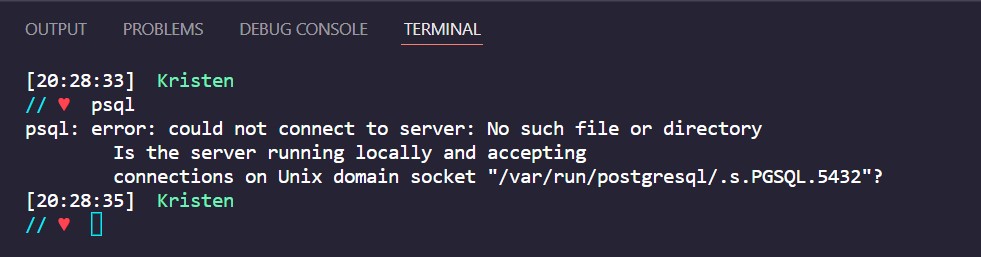 OUTPUT PROBLEMS DEBUG CONSOLE TERMINAL
[20:28:33] Kristen
// ♥ psql
psql: error: could not connect to server: No such file or directory
Is the server running locally and accepting
connections on Unix domain socket "/var/run/postgresql/.s.PGSQL.5432"?
[20:28:35] Kristen
// ♥